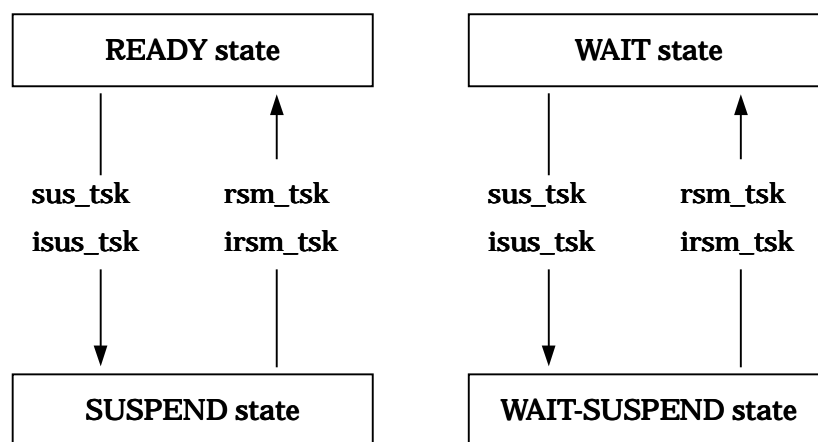 READY state
WAIT state
sus_tsk
rsm_tsk
sus_tsk
rsm_tsk
isus_tsk
irsm_tsk
isus_tsk
irsm_tsk
SUSPEND state
WAIT-SUSPEND state